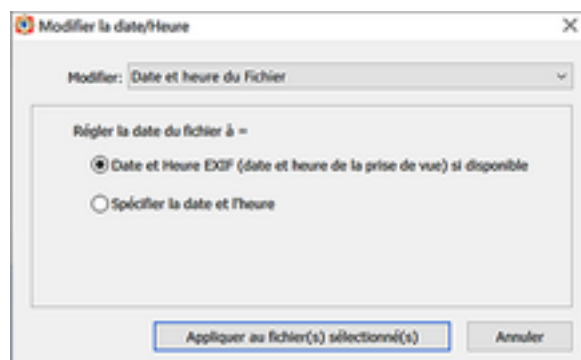 Modifier la date/Heure
Modifier: Date et heure du Fichier
Régler la date du fichier à =
Date et Heure EXIF (date et heure de la prise de vue) si disponible
Spécifier la date et l'heure
Appliquer au fichier(s) sélectionné(s) Annuler